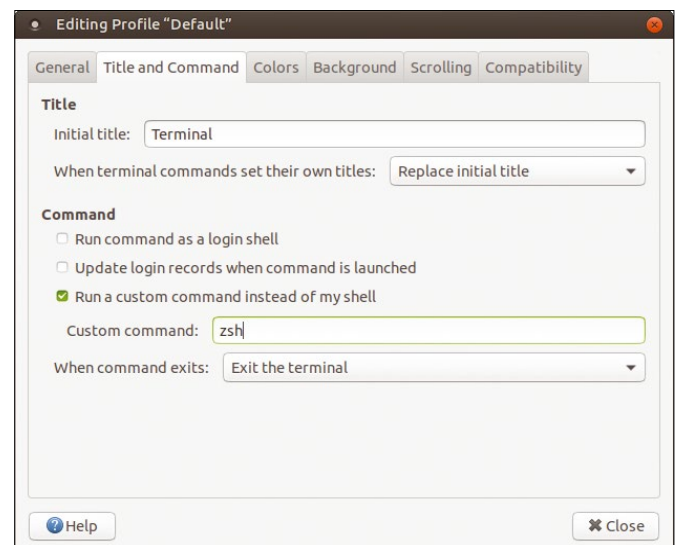 Editing Profile “Default”
General Title and Command Colors Background Scrolling Compatibility
Title
Initial title: Terminal
When terminal commands set their own titles: Replace initial title
Command
Run command as a login shell
Update login records when command is launched
Run a custom command instead of my shell
Custom command: zsh
When command exits: Exit the terminal
Help Close